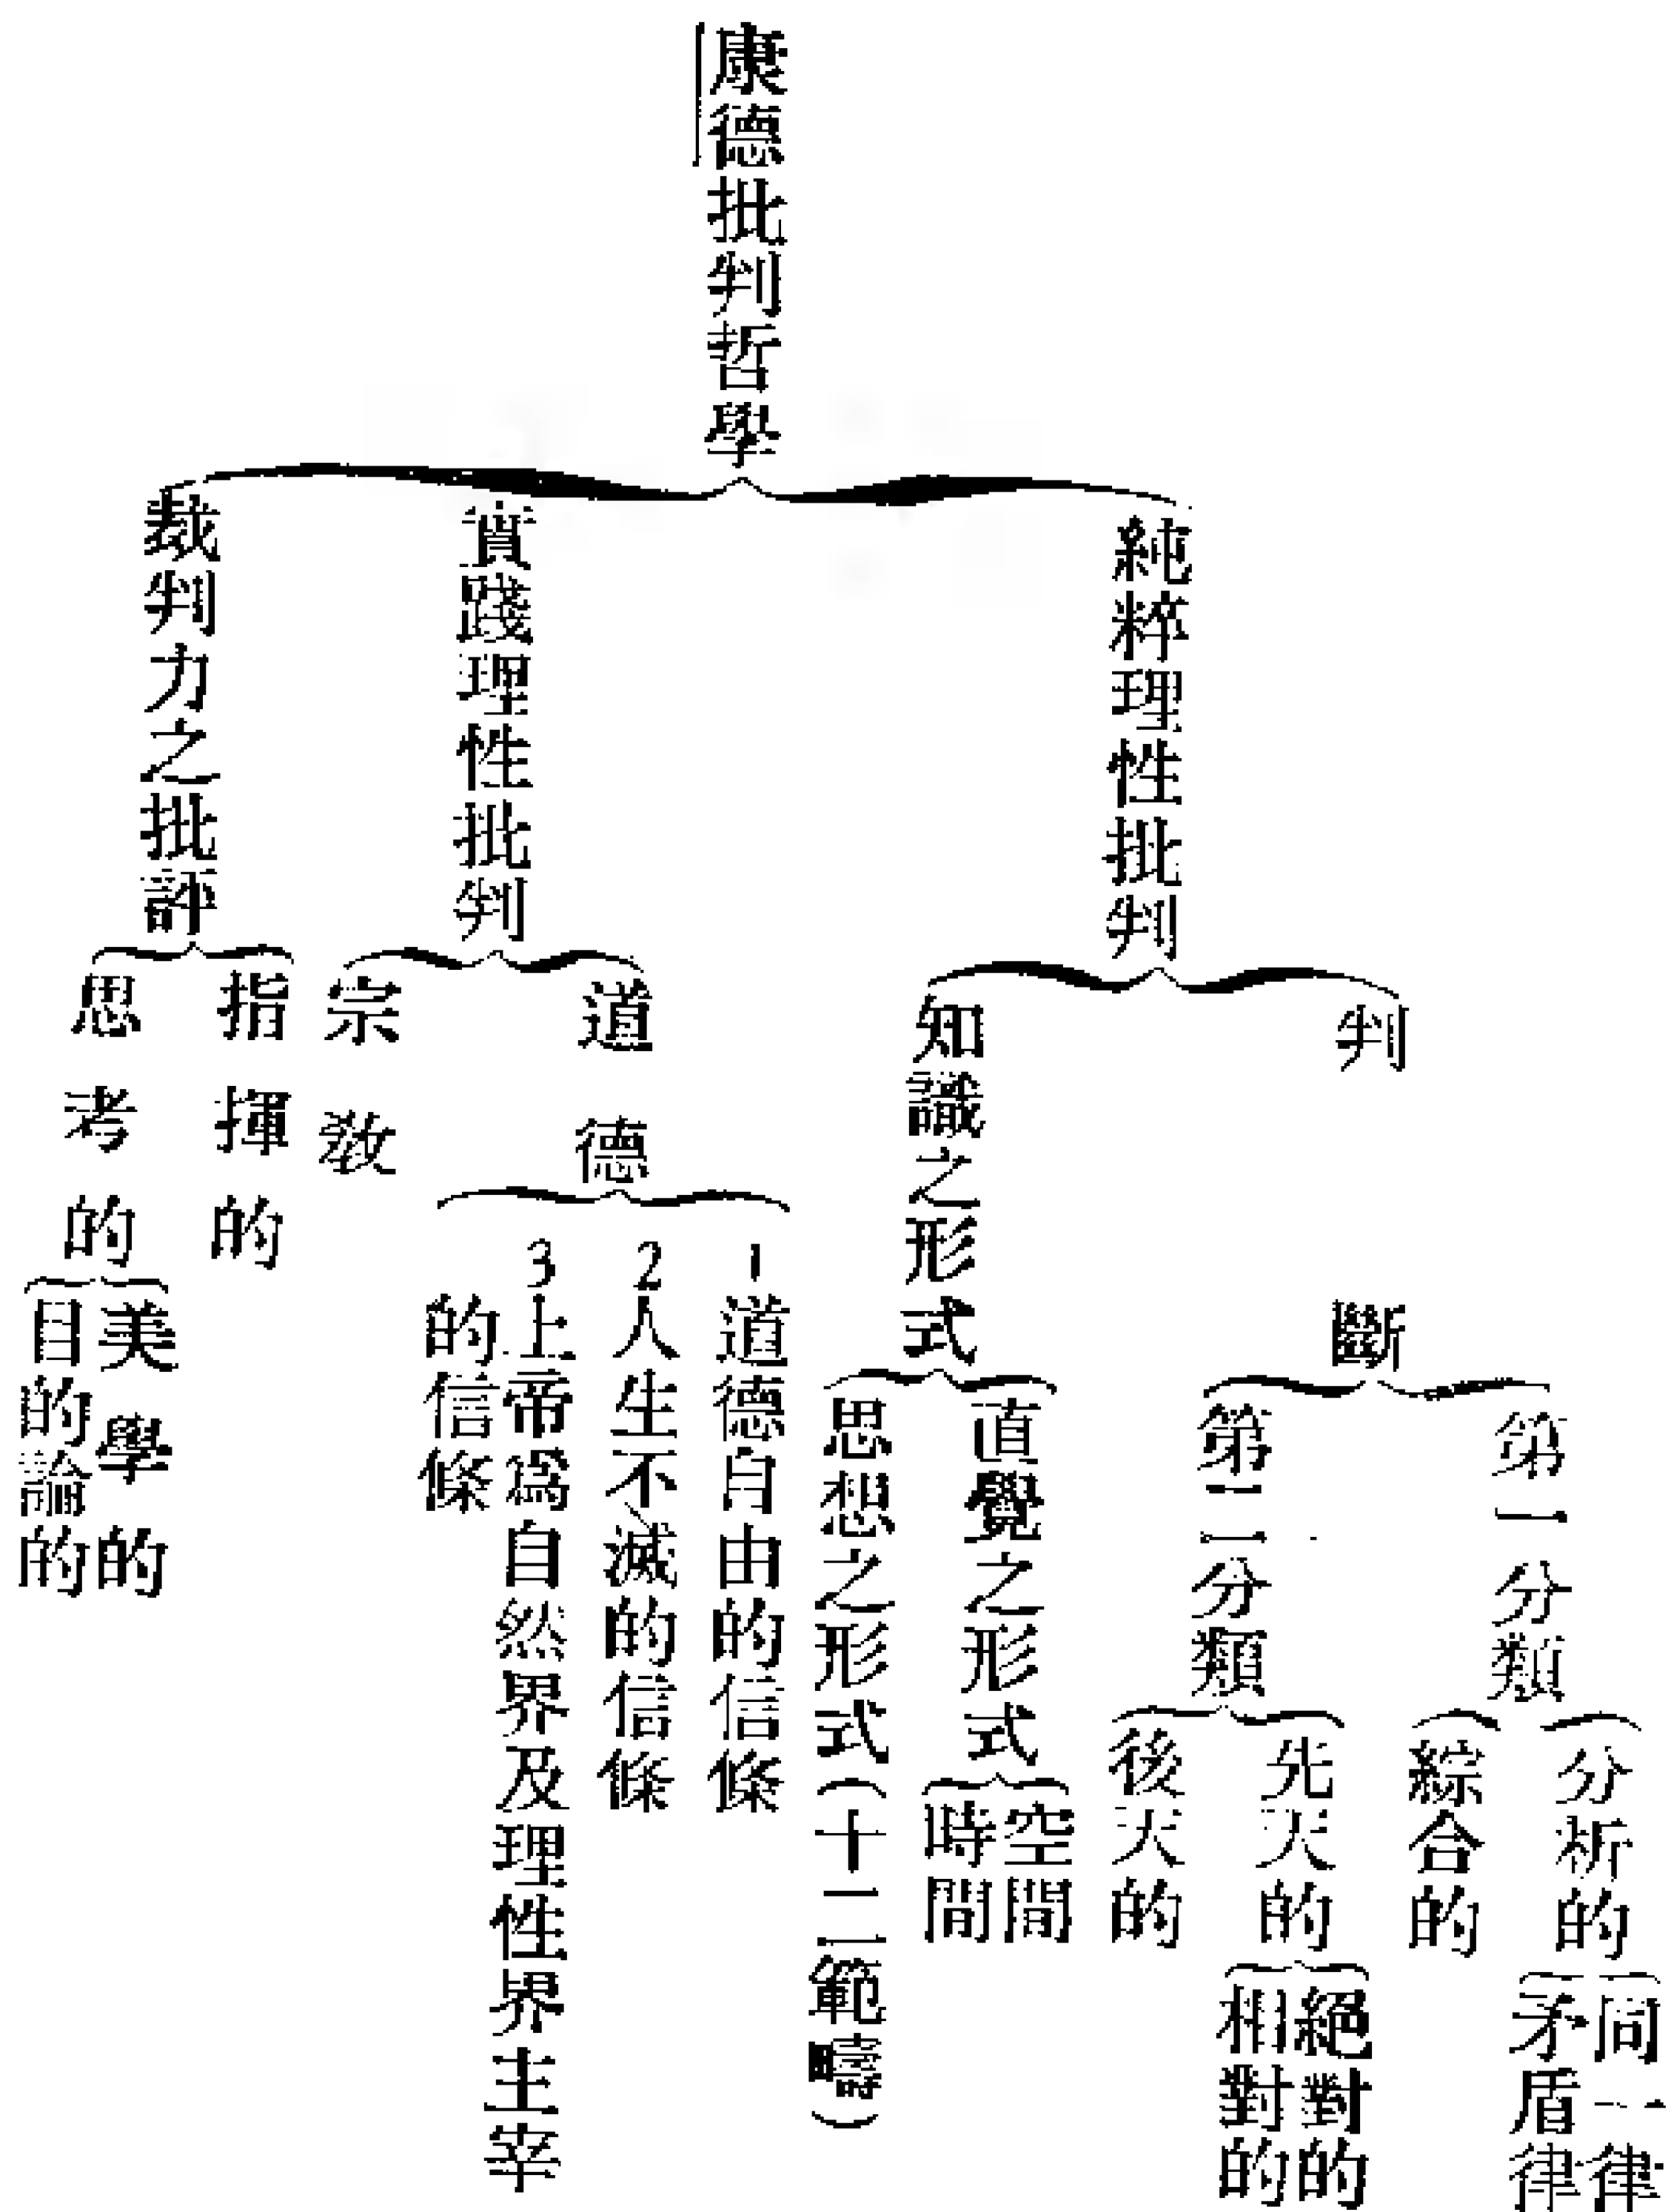 康德批判哲學
純粹理性批判
判斷
第一分類
分析的
同一律
矛盾律
綜合的
第二分類
先天的
絕對的
相對的
後天的
知識之形式
直覺之形式
空間
時間
思想之形式(十二範疇)
實踐理性批判
道德
1道德自由的信條
2人生不滅的信條
3上帝爲自然界及理性界主宰
的信條
宗教
裁判力之批評
指揮的
思考的
美學的
目的論的